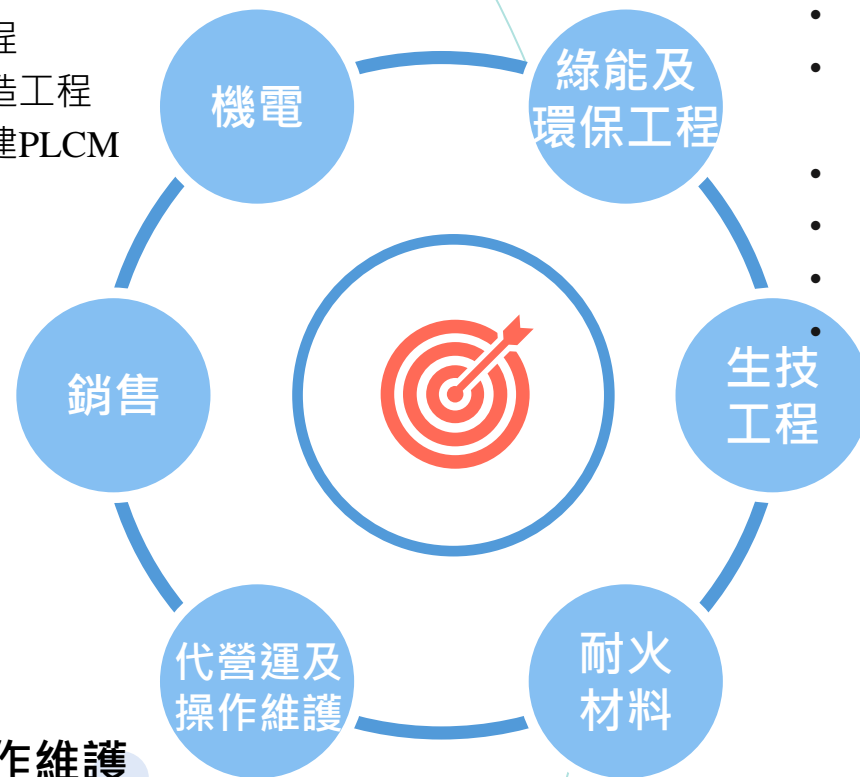 程
造工程
建PLCM
機電
綠能及
環保工程
銷售
生技
工程
代營運及
操作維護
耐火
材料
作維護